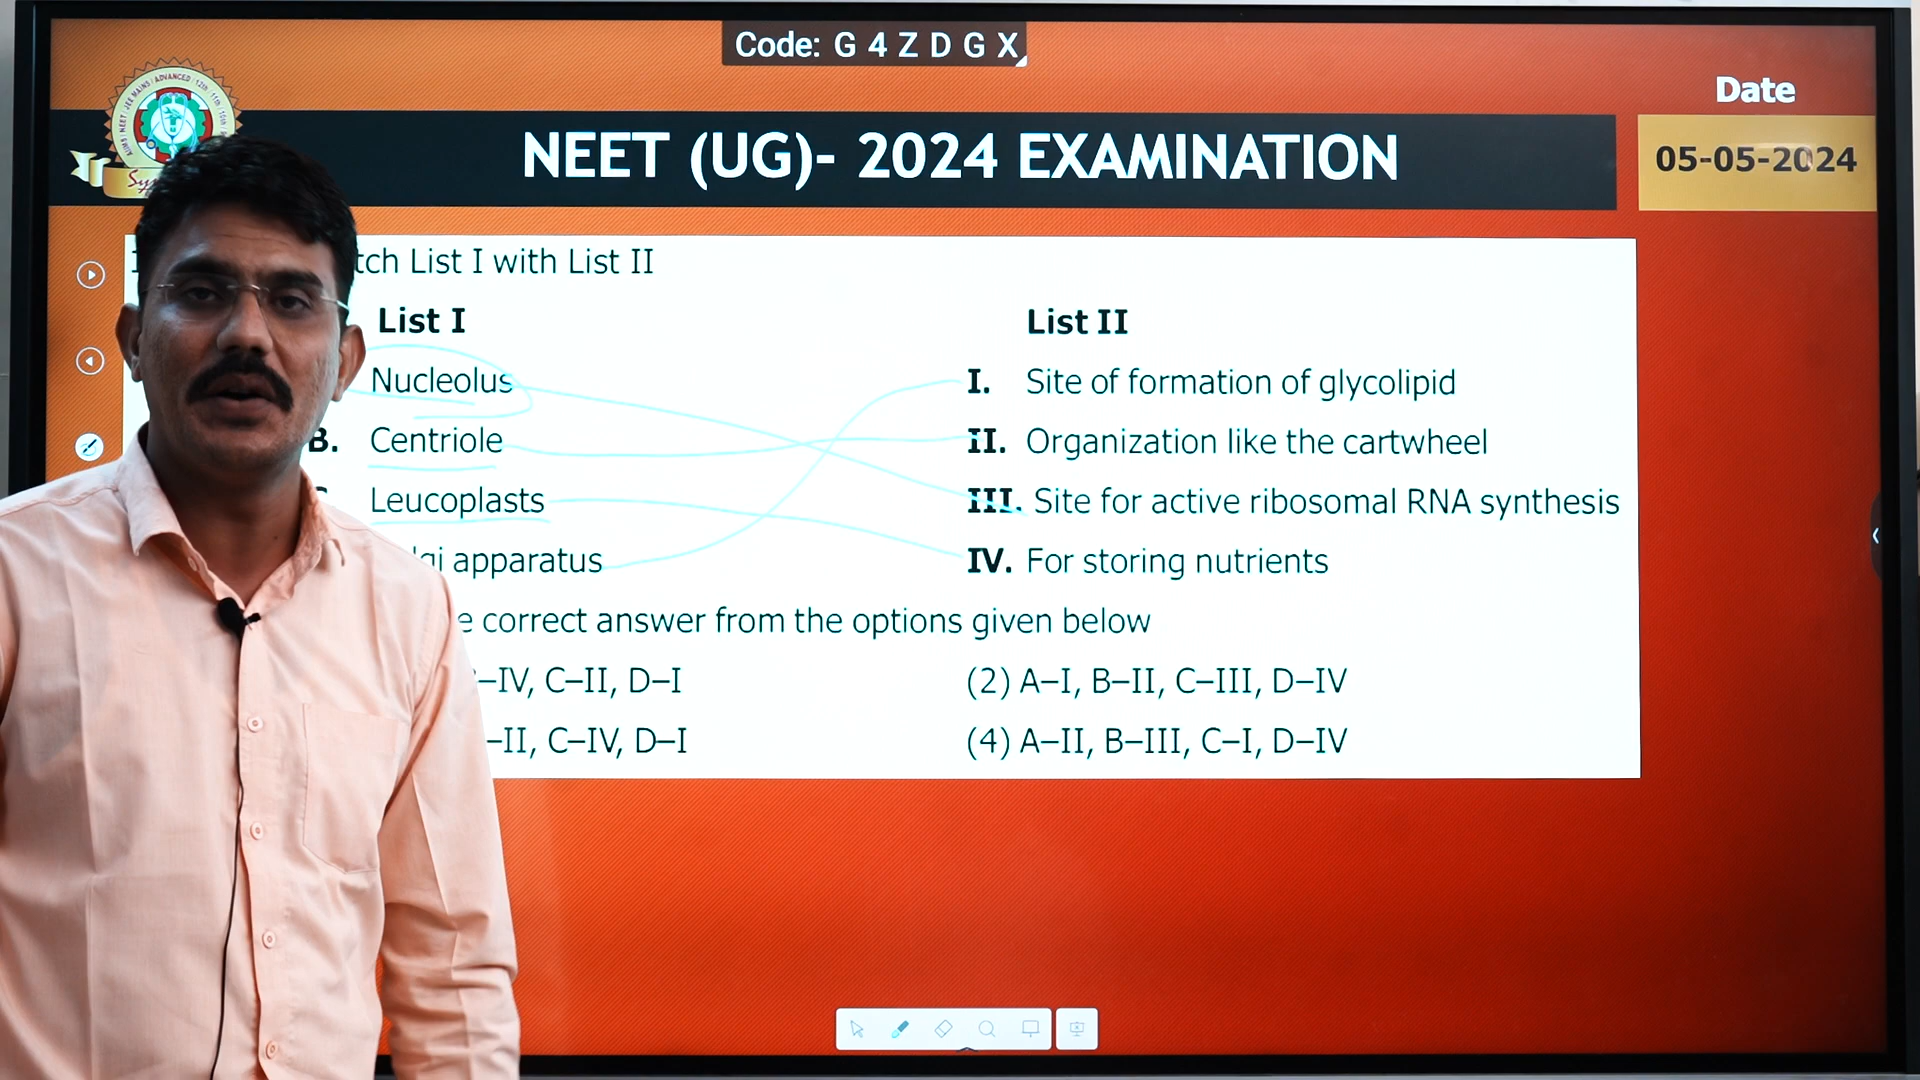 Code: G 4 Z D G X
Date
NEET (UG)- 2024 EXAMINATION
05-05-2024
List I with List II
List I
List II
Nucleolus
I. Site of formation of glycolipid
B. Centriole
II. Organization like the cartwheel
Leucoplasts
III. Site for active ribosomal RNA synthesis
apparatus
IV. For storing nutrients
correct answer from the options given below
–IV, C–II, D–I
(2) A–I, B–II, C–III, D–IV
–II, C–IV, D–I
(4) A–II, B–III, C–I, D–IV